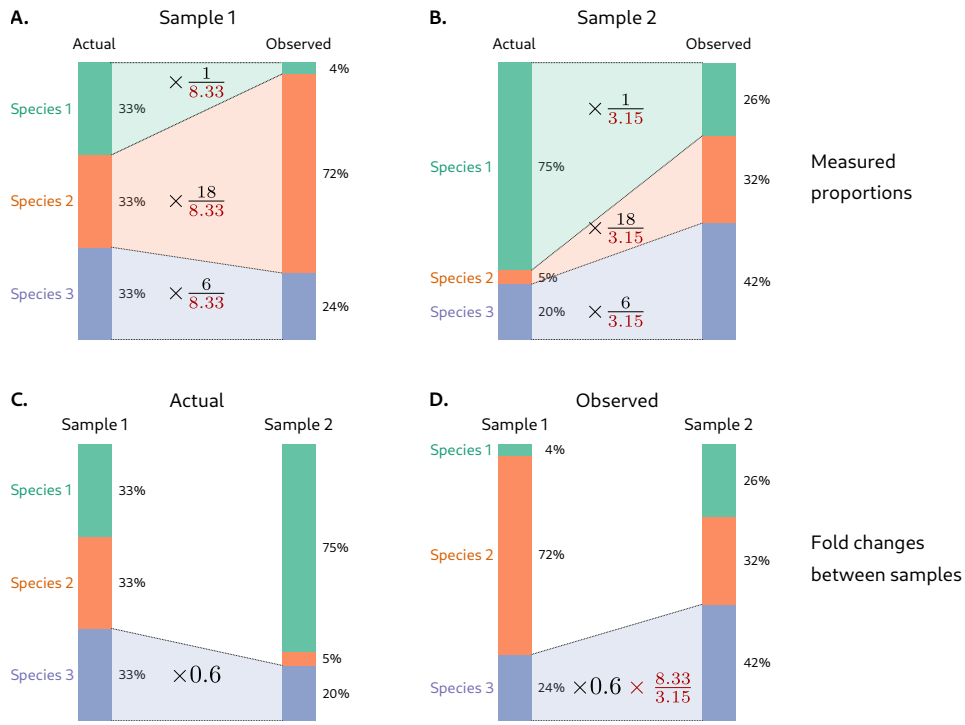 A.
Sample 1
Actual
Observed
4%
× 1/8.33
Species 1
33%
72%
Species 2
33%
× 18/8.33
Species 3
33%
× 6/8.33
24%
B.
Sample 2
Actual
Observed
× 1/3.15
26%
Species 1
75%
32%
× 18/3.15
Species 2
5%
42%
Species 3
20%
× 6/3.15
Measured
proportions
C.
Actual
Sample 1
Sample 2
Species 1
33%
75%
Species 2
33%
5%
Species 3
33%
×0.6
20%
D.
Observed
Sample 1
Sample 2
Species 1
4%
26%
Species 2
72%
32%
42%
Species 3
24%
×0.6 × 8.33/3.15
Fold changes
between samples